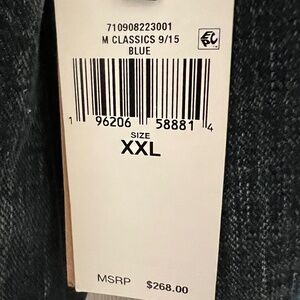 710908223001
M CLASSICS 9/15
BLUE
1 96206 58881 4
SIZE
XXL
MSRP $268.00